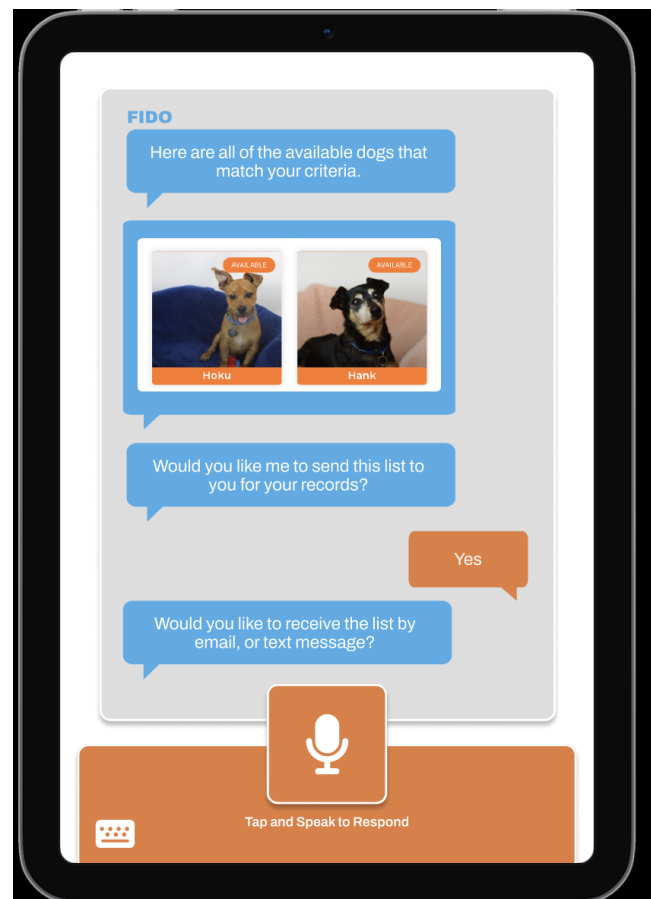 FIDO
Here are all of the available dogs that
match your criteria.
AVAILABLE
AVAILABLE
Hoku
Hank
Would you like me to send this list to
you for your records?
Yes
Would you like to receive the list by
email, or text message?
Tap and Speak to Respond